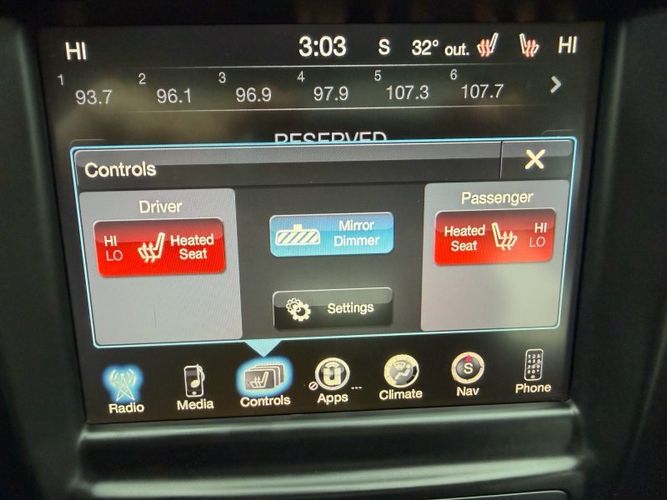 HI 3:03 S 32° out. HI
1 93.7 2 96.1 3 96.9 4 97.9 5 107.3 6 107.7
RESERVED
Controls X
Driver
HI
LO
Heated
Seat
Mirror
Dimmer
Settings
Passenger
Heated
Seat
HI
LO
Radio Media Controls Apps ... Climate S Nav Phone